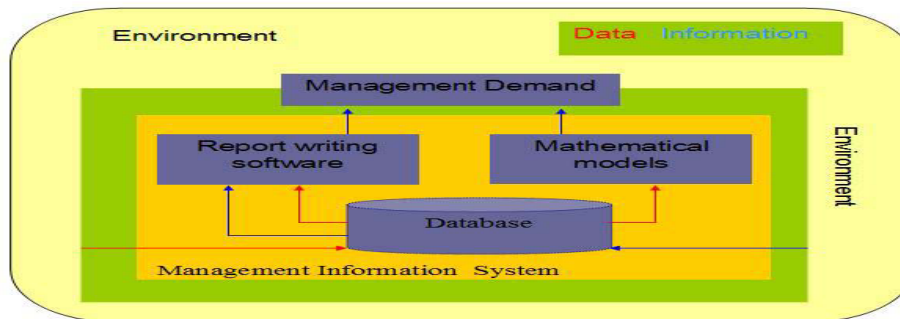 Environment
Data Information
Management Demand
Report writing
software
Mathematical
models
Environment
Database
Management Information System